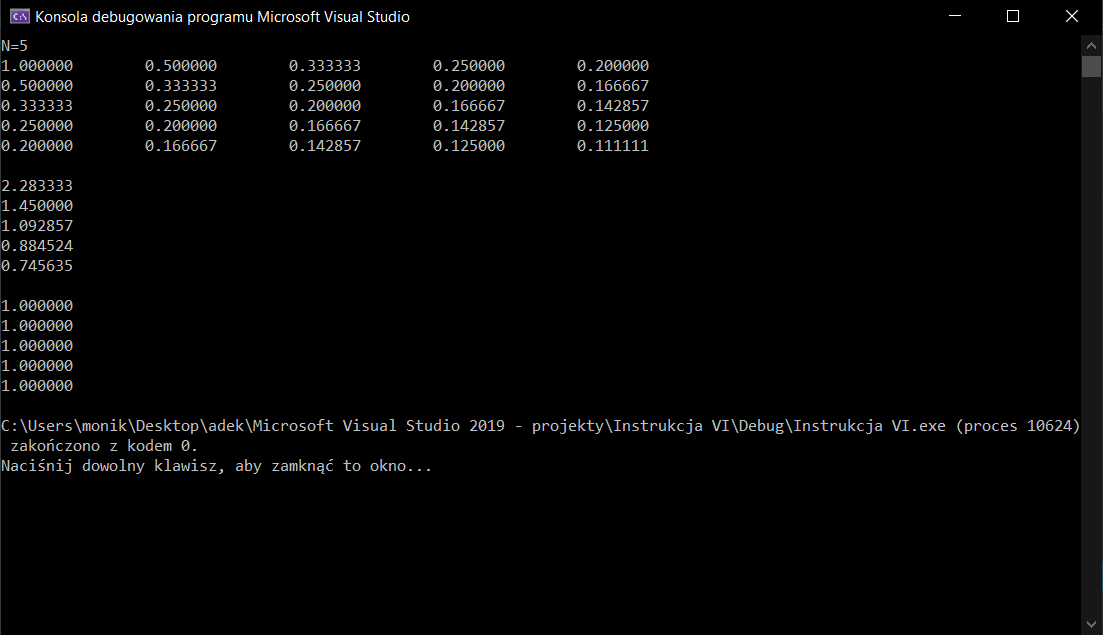 Konsola debugowania programu Microsoft Visual Studio
N=5
1.000000 0.500000 0.333333 0.250000 0.200000
0.500000 0.333333 0.250000 0.200000 0.166667
0.333333 0.250000 0.200000 0.166667 0.142857
0.250000 0.200000 0.166667 0.142857 0.125000
0.200000 0.166667 0.142857 0.125000 0.111111
2.283333
1.450000
1.092857
0.884524
0.745635
1.000000
1.000000
1.000000
1.000000
1.000000
C:\Users\monik\Desktop\adek\Microsoft Visual Studio 2019 - projekty\Instrukcja VI\Debug\Instrukcja VI.exe (proces 10624)
zakończono z kodem 0.
Naciśnij dowolny klawisz, aby zamknąć to okno...